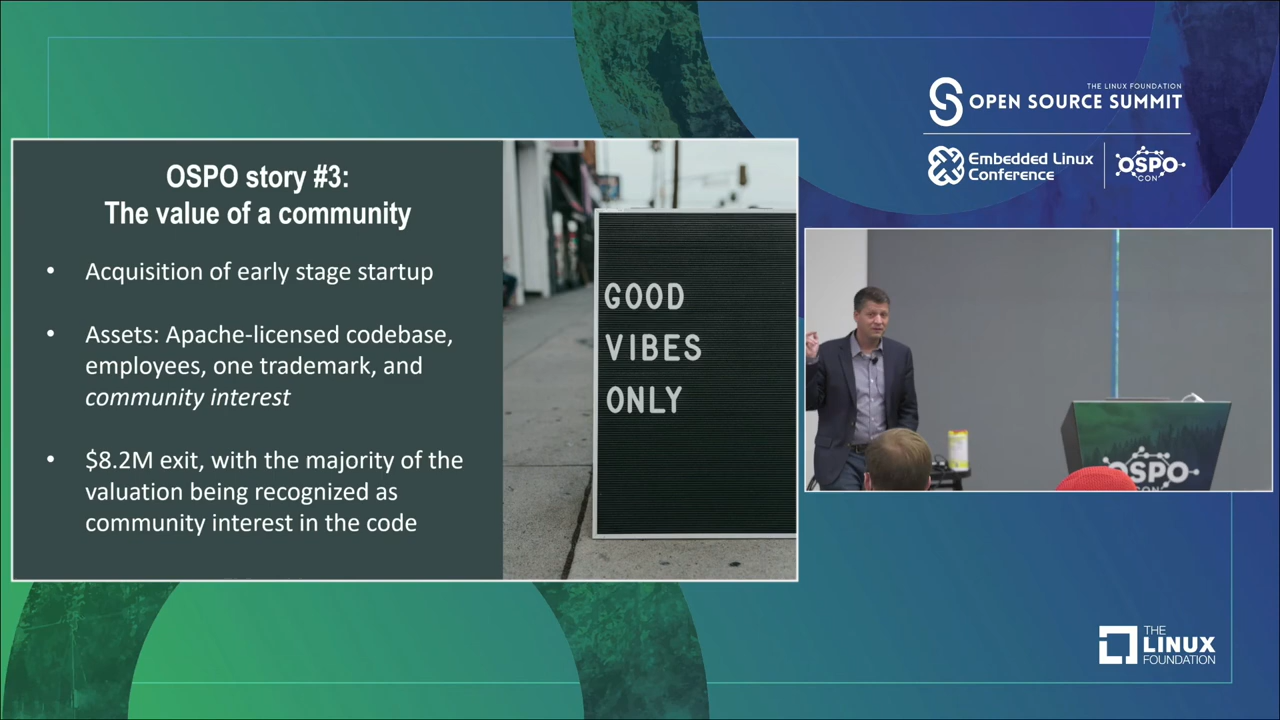 THE LINUX FOUNDATION
OPEN SOURCE SUMMIT
Embedded Linux
Conference
OSPO
CON
OSPO story #3:
The value of a community
• Acquisition of early stage startup
• Assets: Apache-licensed codebase,
employees, one trademark, and
community interest
• $8.2M exit, with the majority of the
valuation being recognized as
community interest in the code
GOOD
VIBES
ONLY
OSPO
CON
THE
LINUX
FOUNDATION